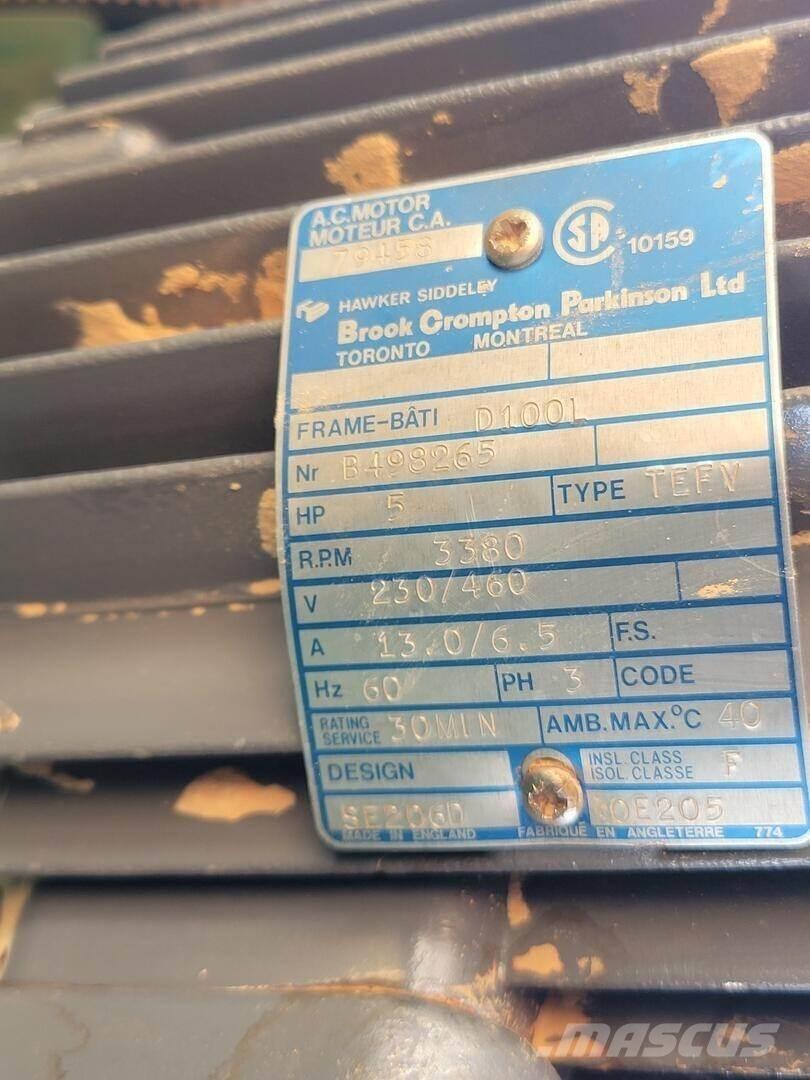 A.C.MOTOR
MOTEUR C.A.
79458
SA 10159
HAWKER SIDDELEY
Brook Crompton Parkinson Ltd
TORONTO MONTREAL
FRAME-BÂTI D100L
Nr B498265
HP 5 TYPE TEFV
R.P.M 3380
V 230/460
A 13.0/6.5 F.S.
Hz 60 PH 3 CODE
RATING SERVICE 30MIN AMB.MAX.°C 40
DESIGN INSL.CLASS ISOL.CLASSE F
SE206D 0E205
MADE IN ENGLAND FABRIQUÉ EN ANGLETERRE 774
MASCUS